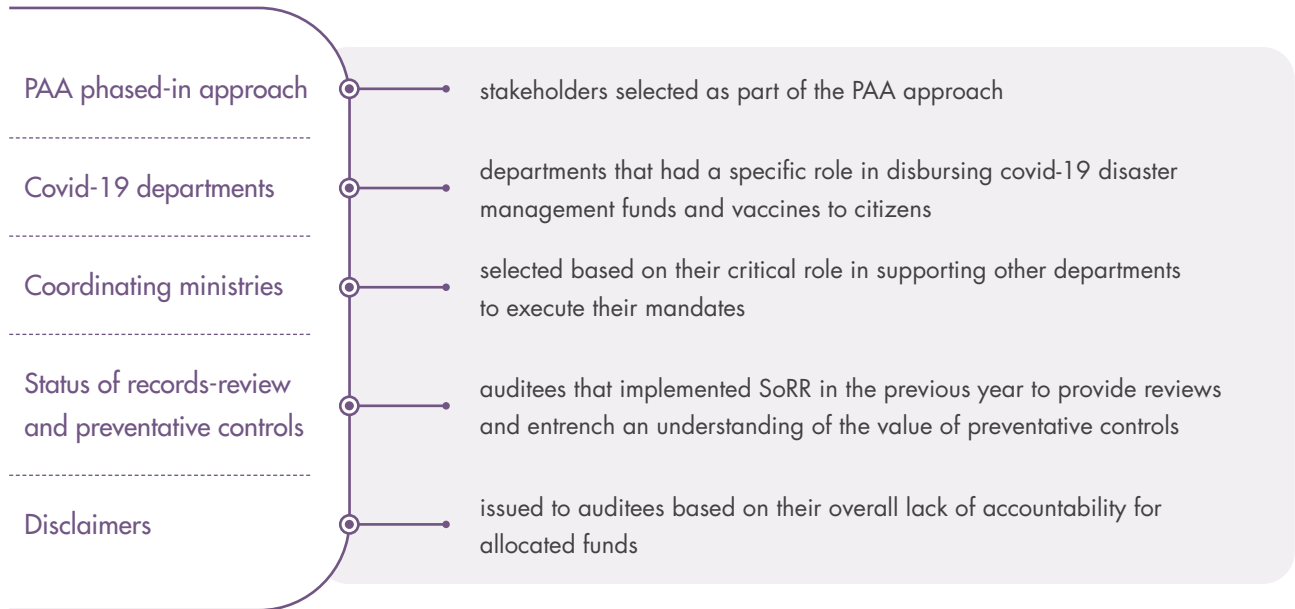 PAA phased-in approach
stakeholders selected as part of the PAA approach
Covid-19 departments
departments that had a specific role in disbursing covid-19 disaster
management funds and vaccines to citizens
Coordinating ministries
selected based on their critical role in supporting other departments
to execute their mandates
Status of records-review
and preventative controls
auditees that implemented SoRR in the previous year to provide reviews
and entrench an understanding of the value of preventative controls
Disclaimers
issued to auditees based on their overall lack of accountability for
allocated funds